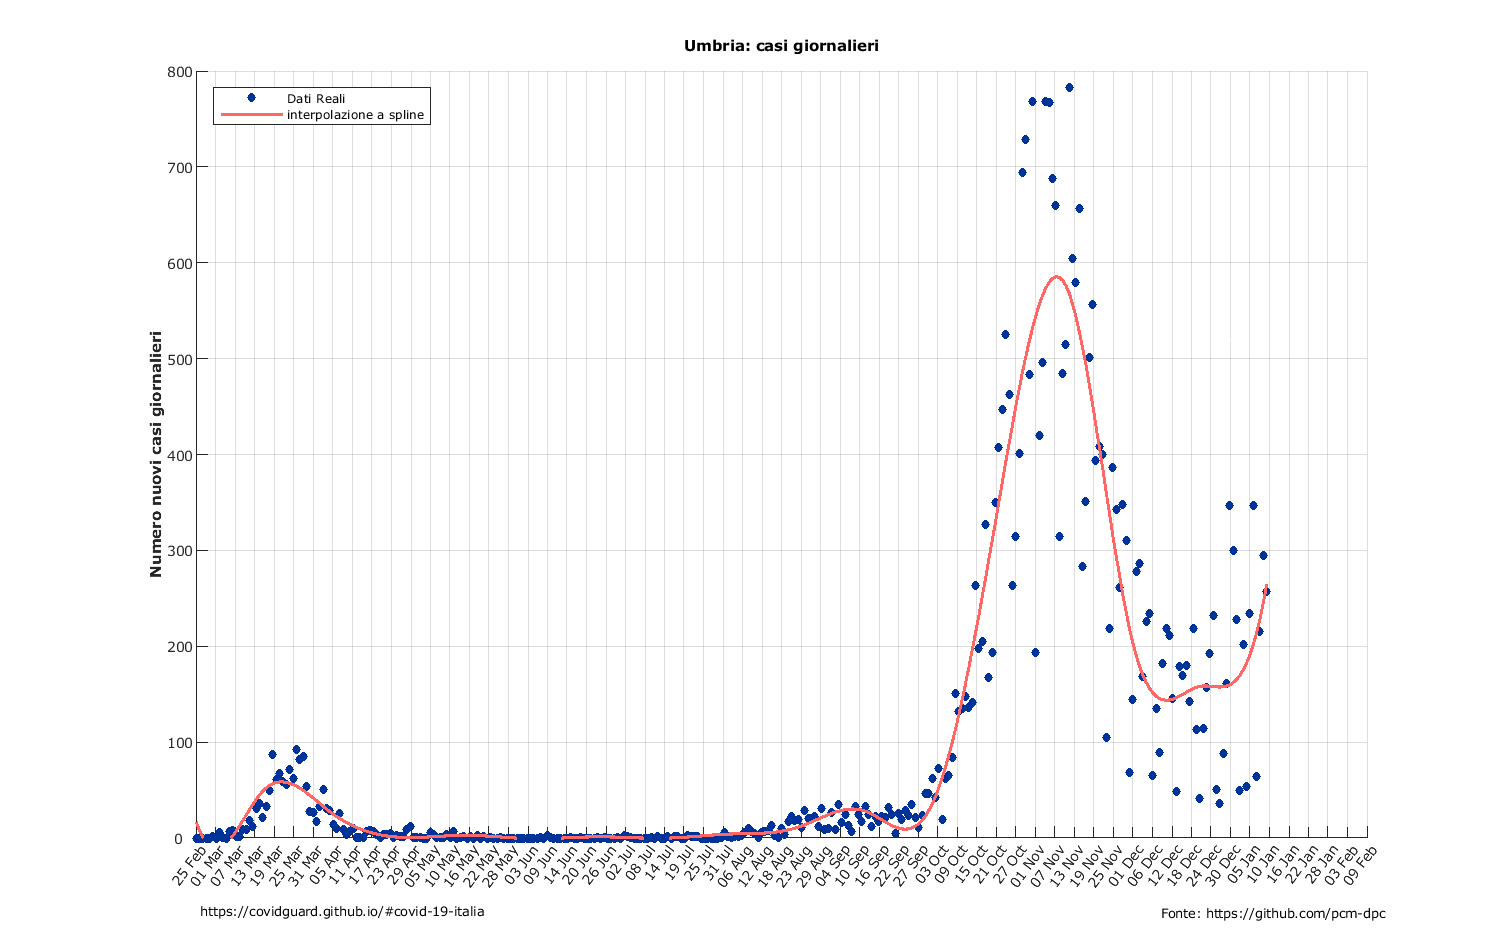 Umbria: casi giornalieri
Dati Reali
interpolazione a spline
Numero nuovi casi giornalieri
800
700
600
500
400
300
200
100
0
25 Feb
01 Mar
07 Mar
13 Mar
19 Mar
25 Mar
31 Mar
05 Apr
11 Apr
17 Apr
23 Apr
29 Apr
05 May
10 May
16 May
22 May
28 May
03 Jun
09 Jun
14 Jun
20 Jun
26 Jun
02 Jul
08 Jul
14 Jul
19 Jul
25 Jul
31 Jul
06 Aug
12 Aug
18 Aug
23 Aug
29 Aug
04 Sep
10 Sep
16 Sep
22 Sep
27 Sep
03 Oct
09 Oct
15 Oct
21 Oct
27 Oct
01 Nov
07 Nov
13 Nov
19 Nov
25 Nov
01 Dec
06 Dec
12 Dec
18 Dec
24 Dec
30 Dec
05 Jan
10 Jan
16 Jan
22 Jan
28 Jan
03 Feb
09 Feb
https://covidguard.github.io/#covid-19-italia
Fonte: https://github.com/pcm-dpc